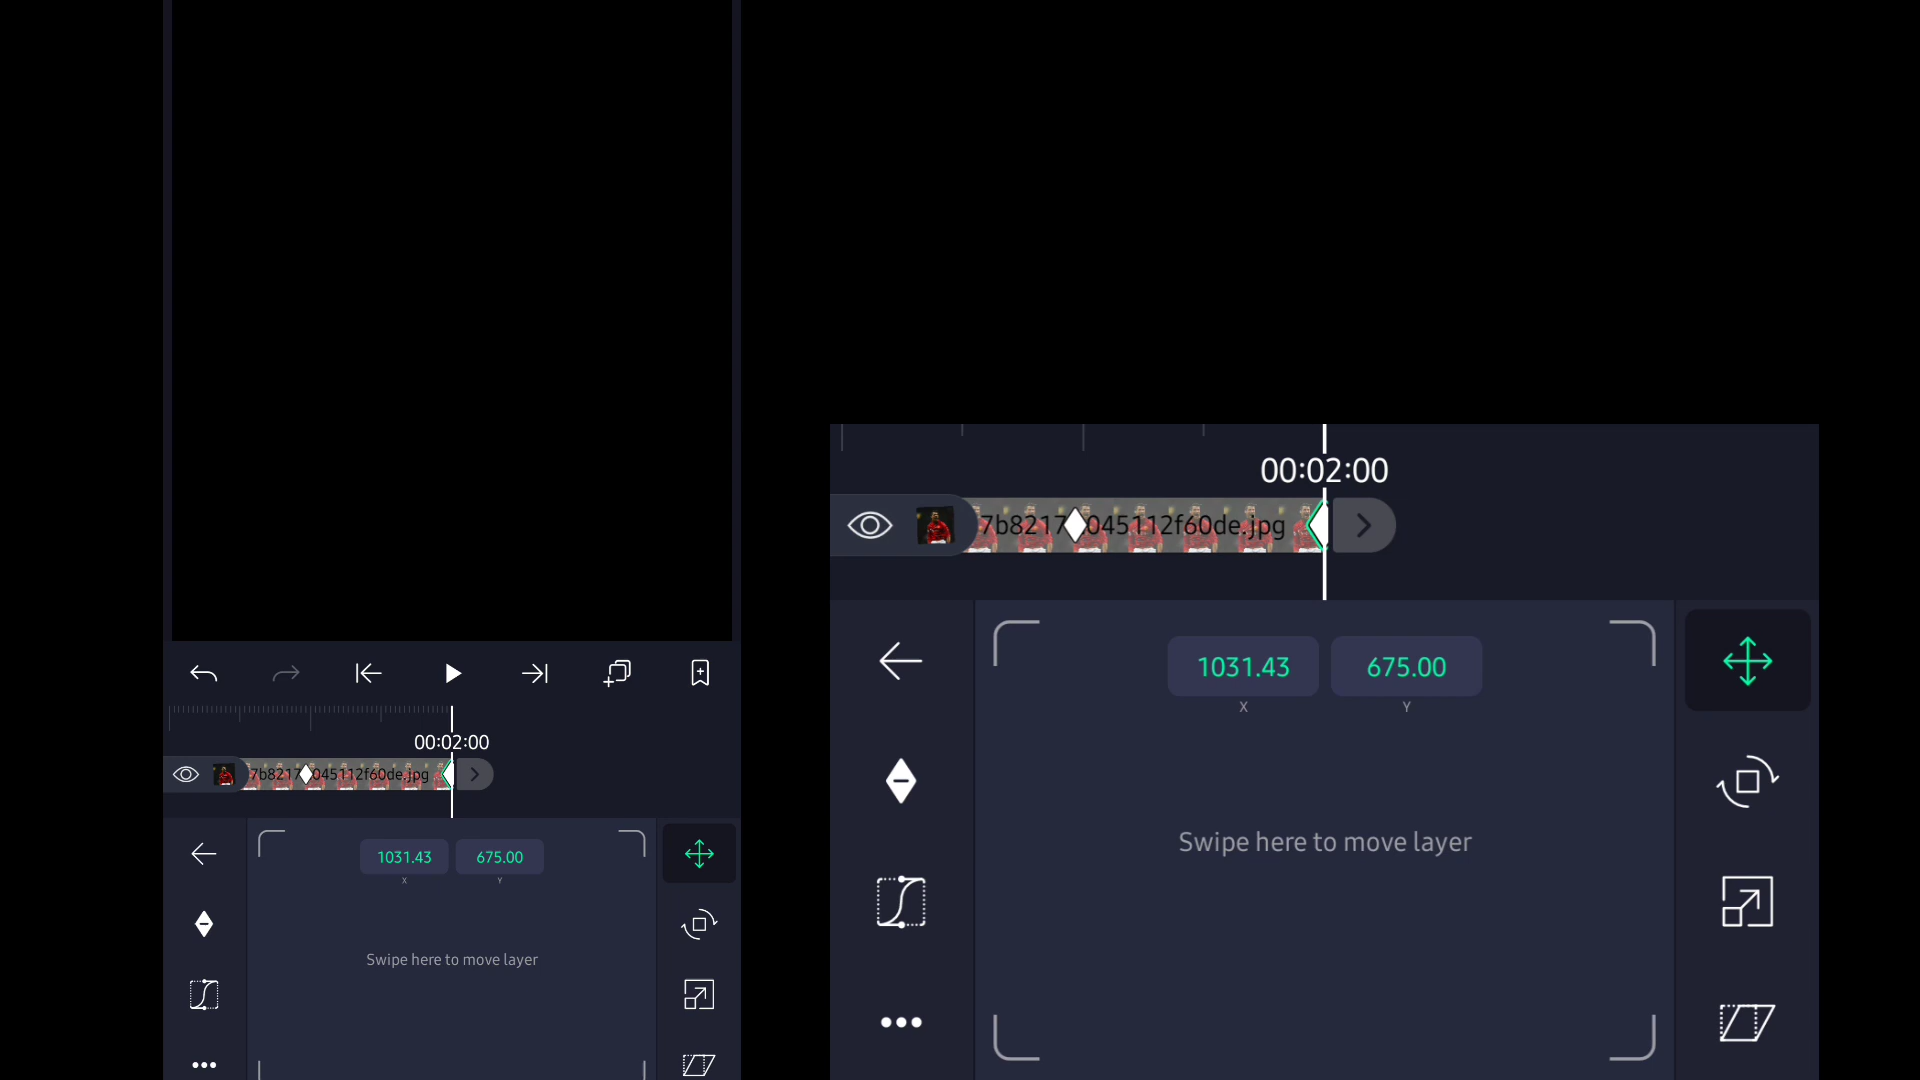 00:02:00
7b821 045112f60de.jpg
1031.43 675.00
X Y
Swipe here to move layer
00:02:00
7b8217 045112f60de.jpg
1031.43 675.00
X Y
Swipe here to move layer